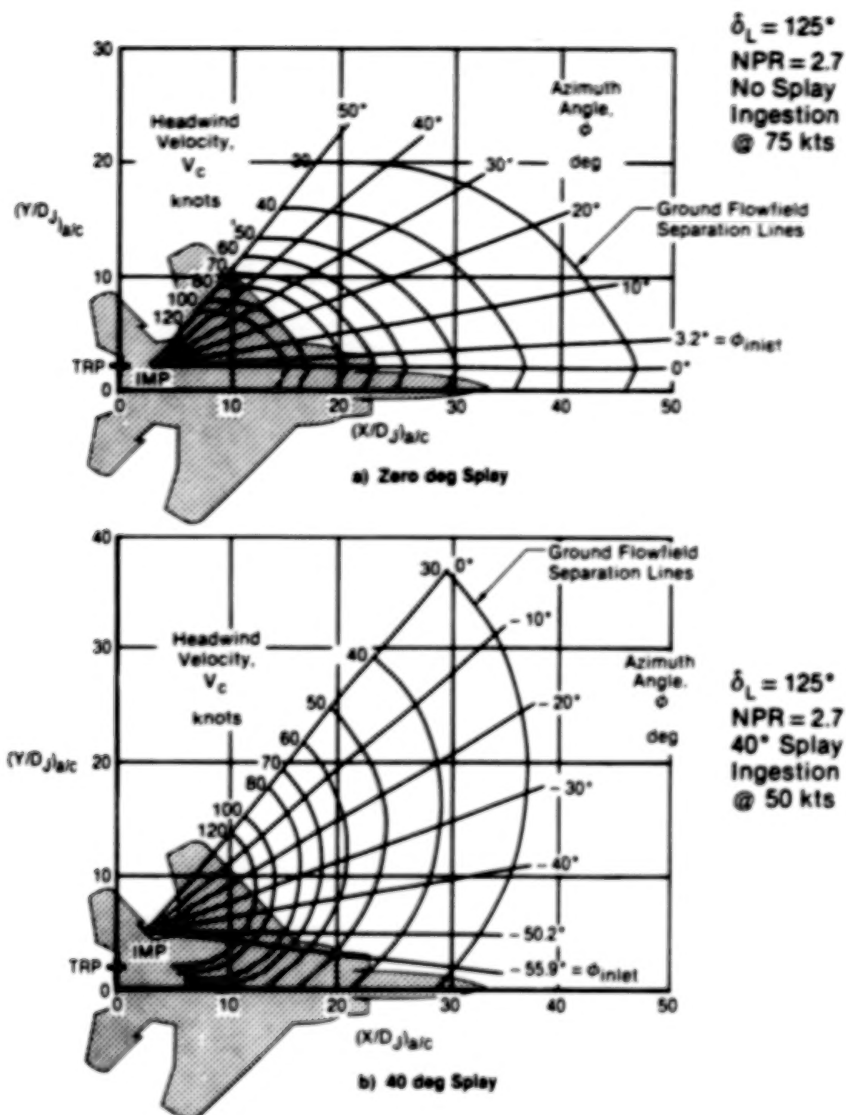 δL = 125°
NPR = 2.7
No Splay
Ingestion
@ 75 kts
30
20
10
0
(Y/DJ)a/c
Headwind
Velocity,
Vc
knots
Azimuth
Angle,
ϕ
deg
50°
40°
30°
20°
10°
3.2° = ϕinlet
0°
Ground Flowfield
Separation Lines
30
40
50
60
70
80
100
120
TRP
IMP
0 10 20 30 40 50
(X/DJ)a/c
a) Zero deg Splay
40
30
20
10
0
(Y/DJ)a/c
Headwind
Velocity,
Vc
knots
30
40
50
60
70
80
100
120
0°
Ground Flowfield
Separation Lines
- 10°
- 20°
- 30°
- 40°
- 50.2°
- 55.9° = ϕinlet
Azimuth
Angle,
ϕ
deg
δL = 125°
NPR = 2.7
40° Splay
Ingestion
@ 50 kts
TRP
IMP
0 10 20 30 40 50
(X/DJ)a/c
b) 40 deg Splay